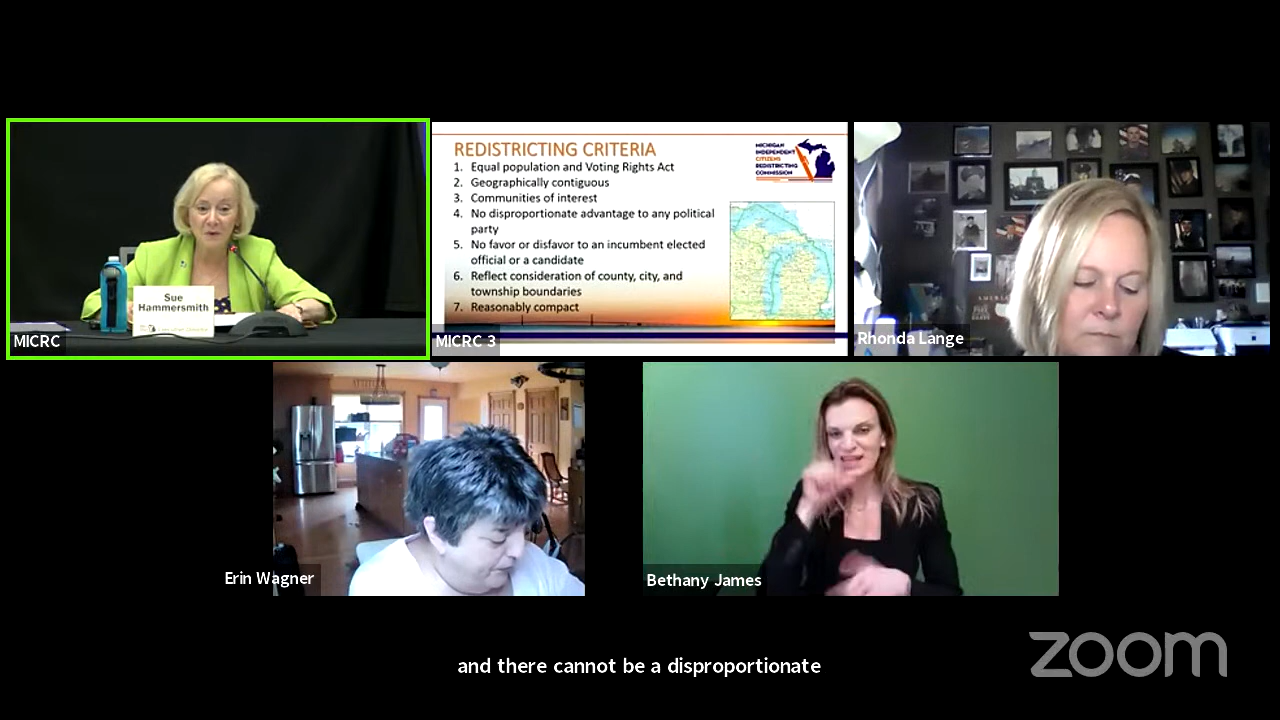 Sue
Hammersmith
MICRC
REDISTRICTING CRITERIA
1. Equal population and Voting Rights Act
2. Geographically contiguous
3. Communities of interest
4. No disproportionate advantage to any political
party
5. No favor or disfavor to an incumbent elected
official or a candidate
6. Reflect consideration of county, city, and
township boundaries
7. Reasonably compact
MICHIGAN
INDEPENDENT
CITIZENS
REDISTRICTING
COMMISSION
MICRC 3
Rhonda Lange
Erin Wagner
Bethany James
and there cannot be a disproportionate
zoom